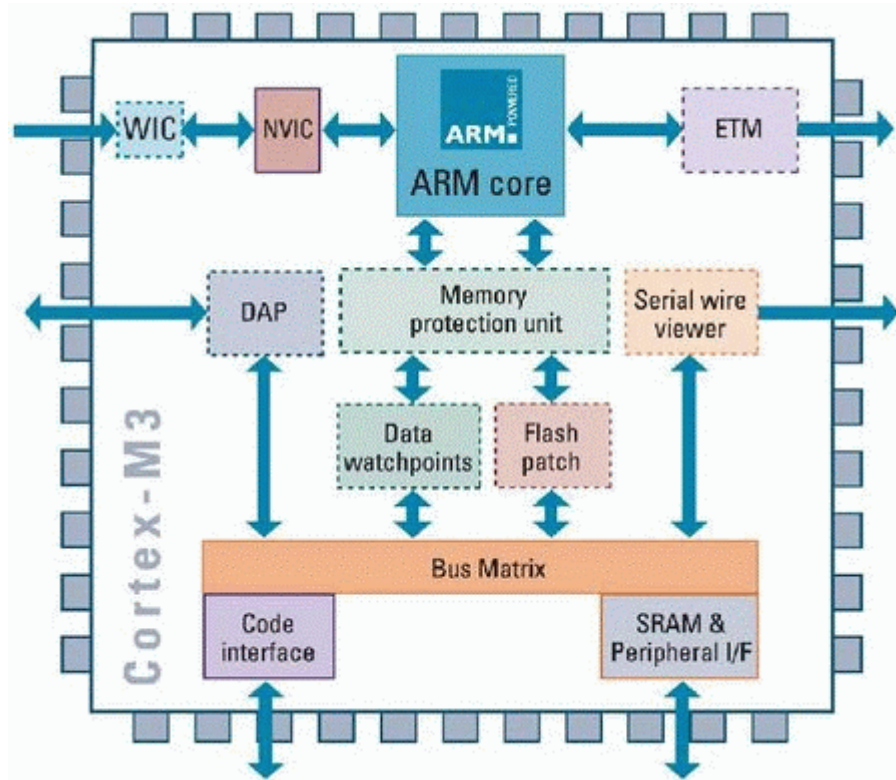 WIC
NVIC
ARM
POWERED
ARM core
ETM
DAP
Memory
protection unit
Serial wire
viewer
Data
watchpoints
Flash
patch
Cortex-M3
Bus Matrix
Code
interface
SRAM &
Peripheral I/F